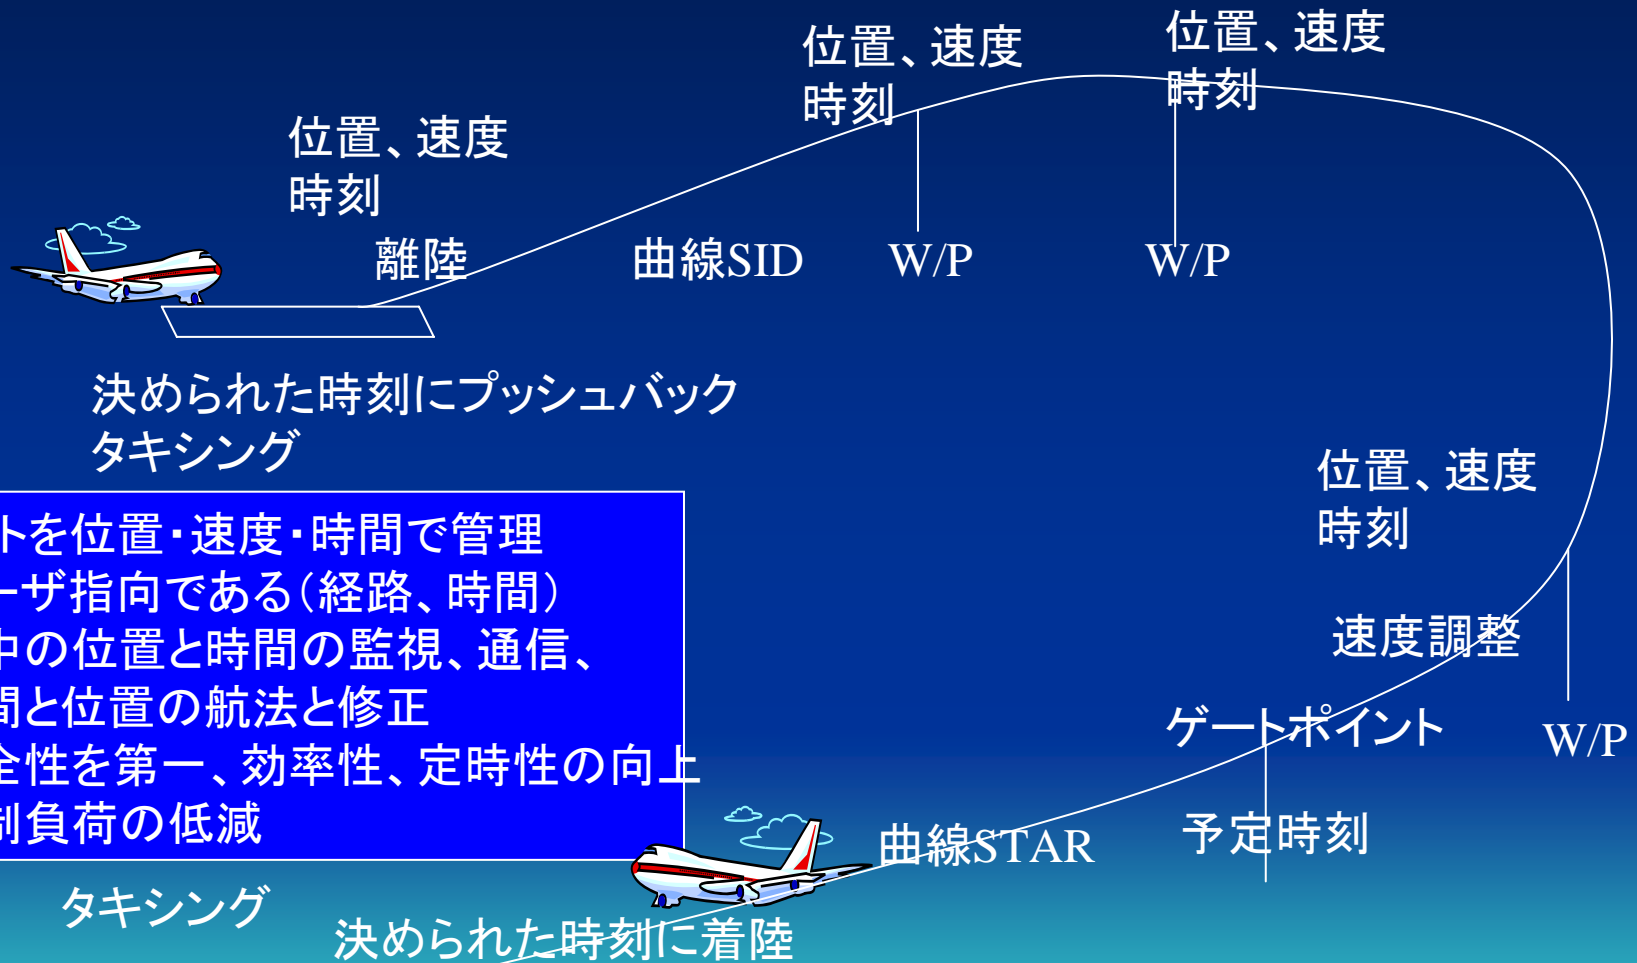 位置、速度
時刻
位置、速度
時刻
位置、速度
時刻
離陸
曲線SID
W/P
W/P
決められた時刻にプッシュバック
タキシング
位置、速度
時刻
トを位置・速度・時間で管理
ーザ指向である（経路、時間）
中の位置と時間の監視、通信、
間と位置の航法と修正
全性を第一、効率性、定時性の向上
制負荷の低減
速度調整
ゲートポイント
W/P
予定時刻
曲線STAR
タキシング
決められた時刻に着陸